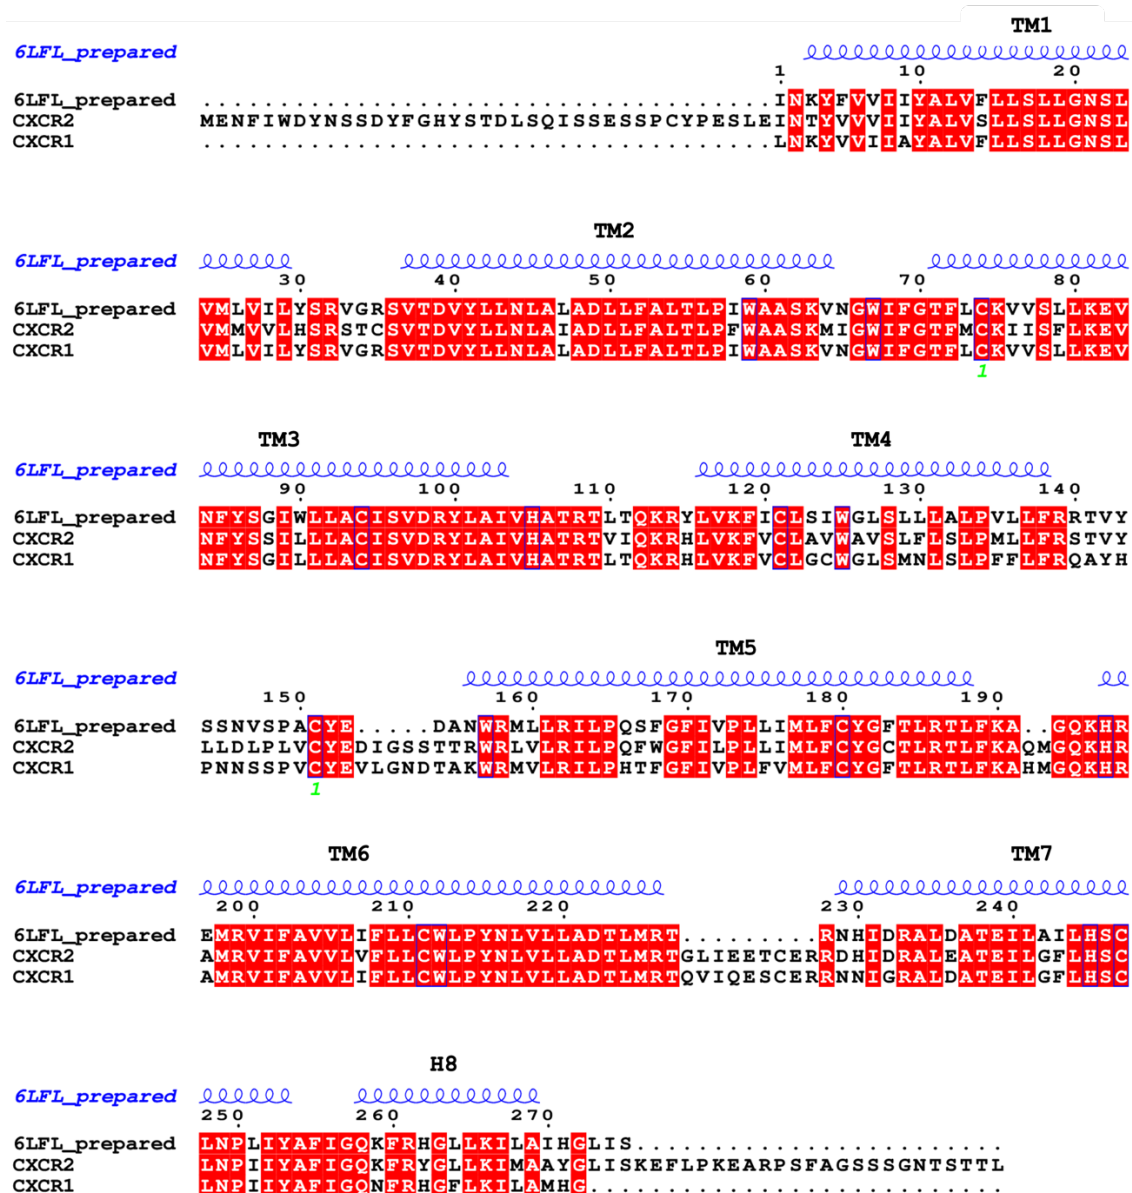 TM1
6LFL_prepared
1 10 20
6LFL_prepared .....................................INKYFVVIIYALVFLLSLLGNSL
CXCR2 MENFIWDYNSSDYFGHYSTDLSQISSESSPCYPESLEINTYVVVIIYALVSLLSLLGNSL
CXCR1 .....................................LNKYVVIIAYALVFLLSLLGNSL
TM2
6LFL_prepared
30 40 50 60 70 80
6LFL_prepared VMLVILYSRVGRSVTDVYLLNLALADLLFALTLPIWAASKVNGWIFGTFLCKVVSLLKEV
CXCR2 VMMVVLHSRSTCSVTDVYLLNLAIADLLFALTLPFWAASKMIGWIFGTFMCKIISFLKEV
CXCR1 VMLVILYSRVGRSVTDVYLLNLALADLLFALTLPIWAASKVNGWIFGTFLCKVVSLLKEV
1
TM3 TM4
6LFL_prepared
90 100 110 120 130 140
6LFL_prepared NFYSGIWLLACISVDRYLAIVHATRTLTQKRYLVKFICLSIWGLSLLLALPVLLFRRTVY
CXCR2 NFYSSILLLACISVDRYLAIVHATRTVIQKRHLVKFVCLAVWAVSLFLSLPMLLFRSTVY
CXCR1 NFYSGILLLACISVDRYLAIVHATRTLTQKRHLVKFVCLGCWGLSMNLSLPFFLFRQAYH
TM5
6LFL_prepared
150 160 170 180 190
6LFL_prepared SSNVSPACYE.....DANWRMLLRILPQSFGFIVPLLIMLFCYGFTLRTLFKA..GQKHR
CXCR2 LLDLPLVCYEDIGSSTTRWRLVLRILPQFWGFILPLLIMLFCYGCTLRTLFKAQMGQKHR
CXCR1 PNNSSPVCYEVLGNDTAKWRMVLRILPHTFGFIVPLFVMLFCYGFTLRTLFKAHMGQKHR
1
TM6 TM7
6LFL_prepared
200 210 220 230 240
6LFL_prepared EMRVIFAVVLIFLLCWLPYNLVLLADTLMRT.........RNHIDRALDATEILAILHSC
CXCR2 AMRVIFAVVLVFLLCWLPYNLVLLADTLMRTGLIEETCERRDHIDRALEATEILGFLHSC
CXCR1 AMRVIFAVVLIFLLCWLPYNLVLLADTLMRTQVIQESCERRNNIGRALDATEILGFLHSC
H8
6LFL_prepared
250 260 270
6LFL_prepared LNPLIYAFIGQKFRHGLLKILAIHGLIS........................
CXCR2 LNPIIYAFIGQKFRYGLLKIMAAYGLISKEFLPKEARPSFAGSSSGNTSTTL
CXCR1 LNPIIYAFIGQNFRHGFLKILAMHG...........................